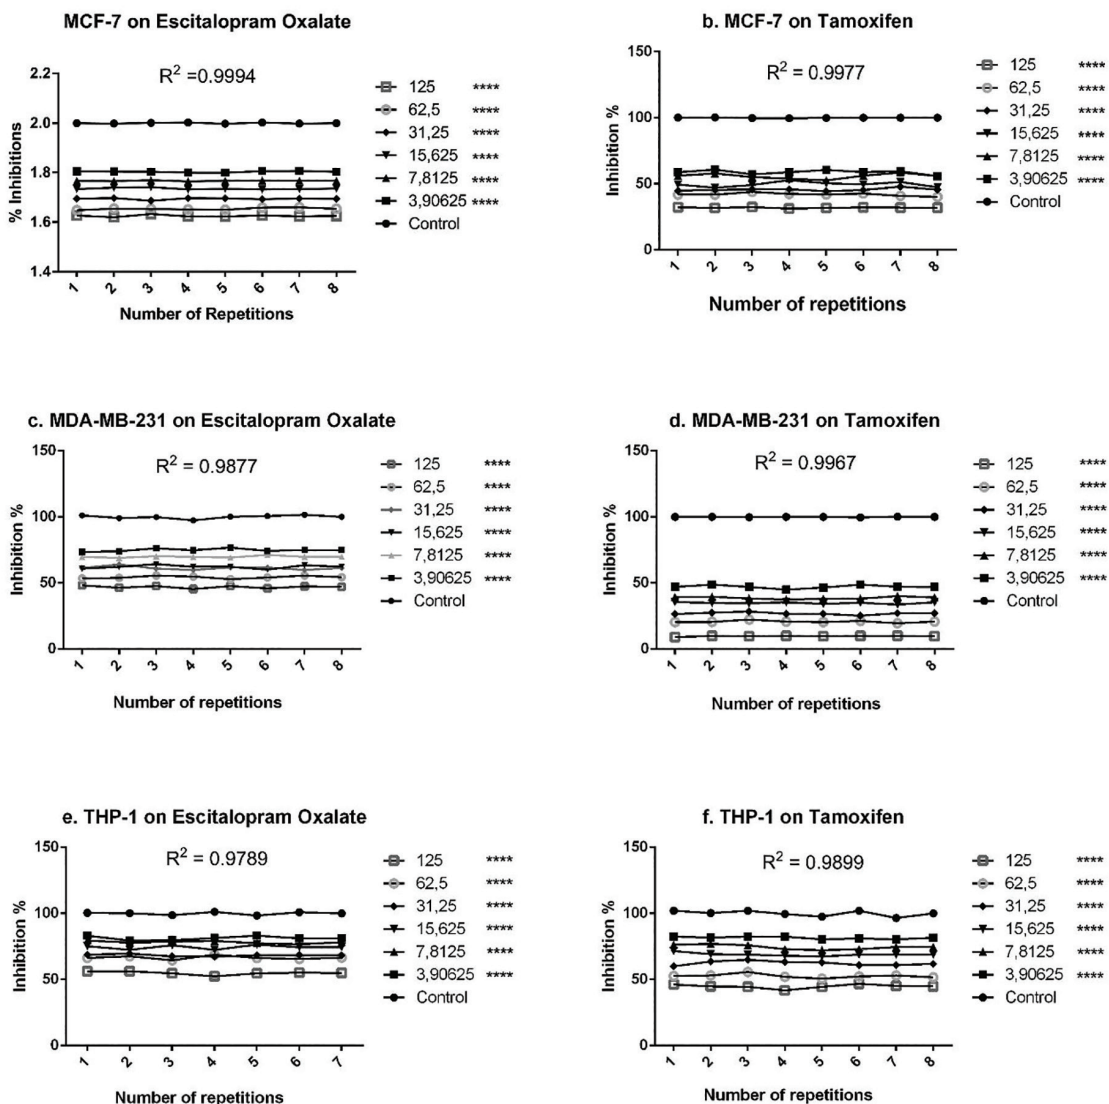 MCF-7 on Escitalopram Oxalate
R2 =0.9994
% Inhibitions
2.2
2.0
1.8
1.6
1.4
1 2 3 4 5 6 7 8
Number of Repetitions
125 ****
62,5 ****
31,25 ****
15,625 ****
7,8125 ****
3,90625 ****
Control
b. MCF-7 on Tamoxifen
R2 = 0.9977
Inhibition %
150
100
50
0
1 2 3 4 5 6 7 8
Number of repetitions
125 ****
62,5 ****
31,25 ****
15,625 ****
7,8125 ****
3,90625 ****
Control
c. MDA-MB-231 on Escitalopram Oxalate
R2 = 0.9877
Inhibition %
150
100
50
0
1 2 3 4 5 6 7 8
Number of repetitions
125 ****
62,5 ****
31,25 ****
15,625 ****
7,8125 ****
3,90625 ****
Control
d. MDA-MB-231 on Tamoxifen
R2 = 0.9967
Inhibition %
150
100
50
0
1 2 3 4 5 6 7 8
Number of repetitions
125 ****
62,5 ****
31,25 ****
15,625 ****
7,8125 ****
3,90625 ****
Control
e. THP-1 on Escitalopram Oxalate
R2 = 0.9789
Inhibition %
150
100
50
0
1 2 3 4 5 6 7
Number of repetitions
125 ****
62,5 ****
31,25 ****
15,625 ****
7,8125 ****
3,90625 ****
Control
f. THP-1 on Tamoxifen
R2 = 0.9899
Inhibition %
150
100
50
0
1 2 3 4 5 6 7 8
Number of repetitions
125 ****
62,5 ****
31,25 ****
15,625 ****
7,8125 ****
3,90625 ****
Control